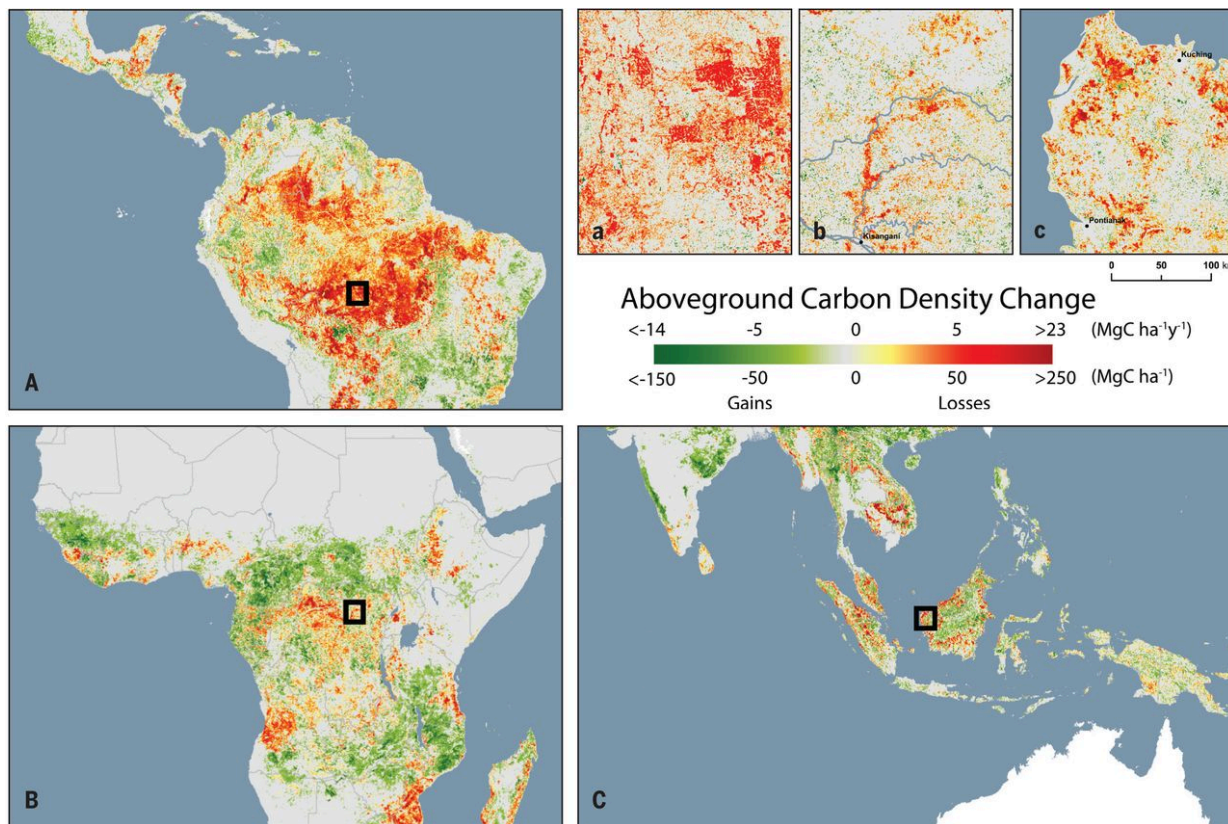 A
a
b
Kisangani
c
Kuching
Pontianak
0 50 100 k
Aboveground Carbon Density Change
<-14 -5 0 5 >23 (MgC ha⁻¹y⁻¹)
<-150 -50 0 50 >250 (MgC ha⁻¹)
Gains Losses
B
C